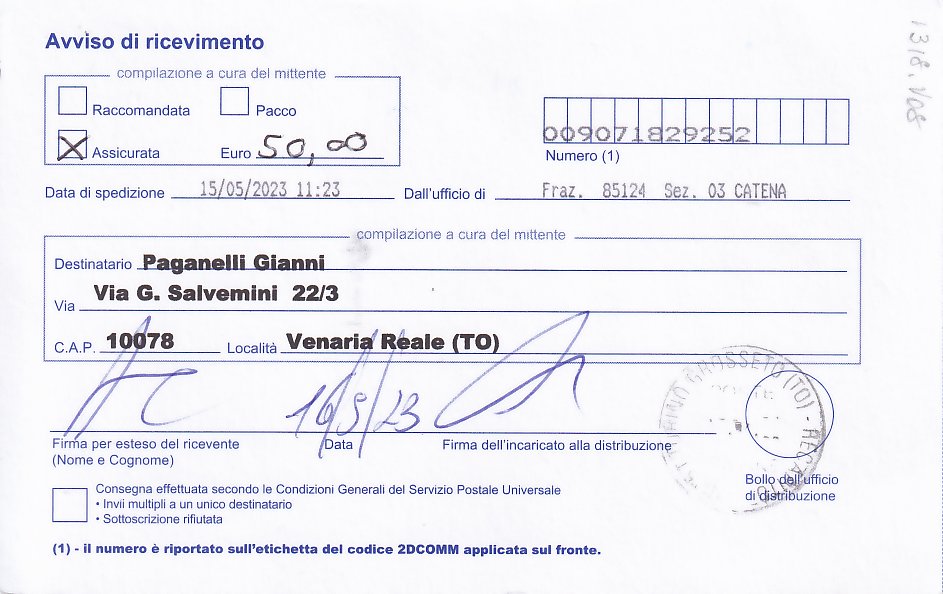 Avviso di ricevimento
1318.V08
compilazione a cura del mittente
Raccomandata Pacco
Assicurata Euro 50,00
009071829252
Numero (1)
Data di spedizione 15/05/2023 11:23 Dall'ufficio di Fraz. 85124 Sez. 03 CATENA
compilazione a cura del mittente
Destinatario Paganelli Gianni
Via Via G. Salvemini 22/3
C.A.P. 10078 Località Venaria Reale (TO)
16/5/23
Firma per esteso del ricevente Data Firma dell'incaricato alla distribuzione
(Nome e Cognome)
GROSSETO (TO) - RECAPITO
Bollo dell'ufficio
di distribuzione
Consegna effettuata secondo le Condizioni Generali del Servizio Postale Universale
• Invii multipli a un unico destinatario
• Sottoscrizione rifiutata
(1) - il numero è riportato sull'etichetta del codice 2DCOMM applicata sul fronte.